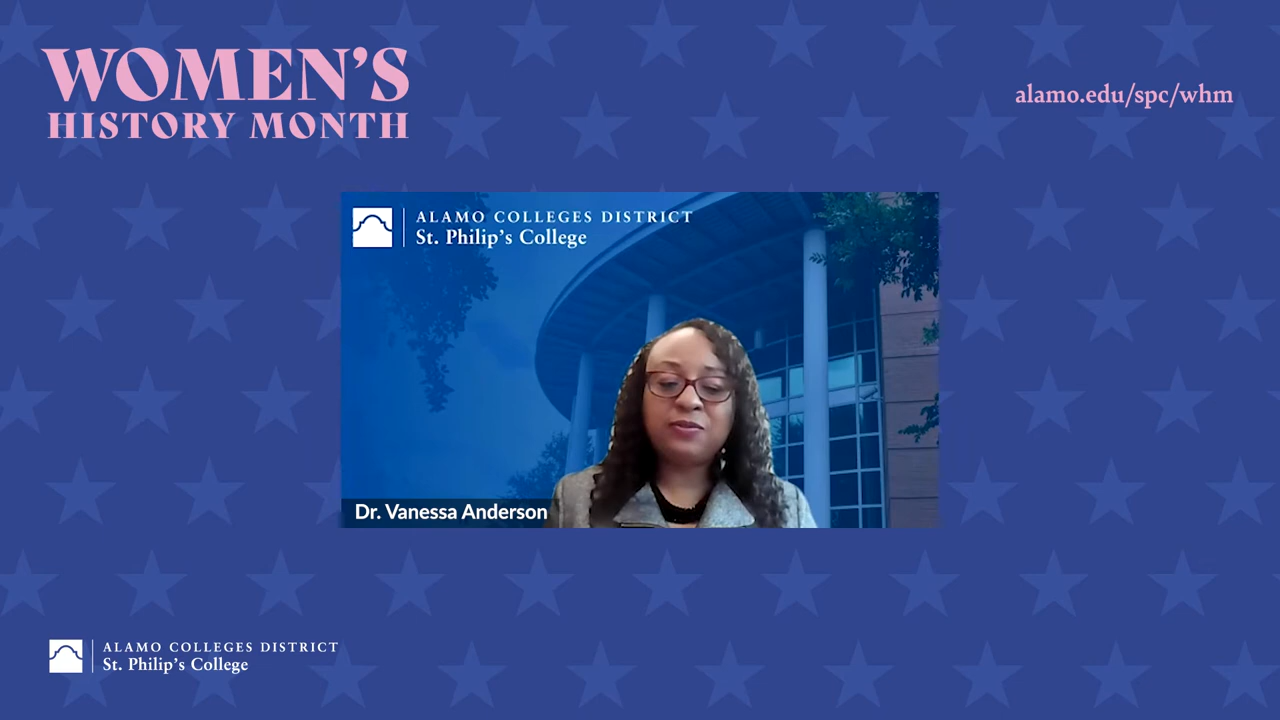 WOMEN'S
HISTORY MONTH
alamo.edu/spc/whm
ALAMO COLLEGES DISTRICT
St. Philip's College
Dr. Vanessa Anderson
ALAMO COLLEGES DISTRICT
St. Philip's College